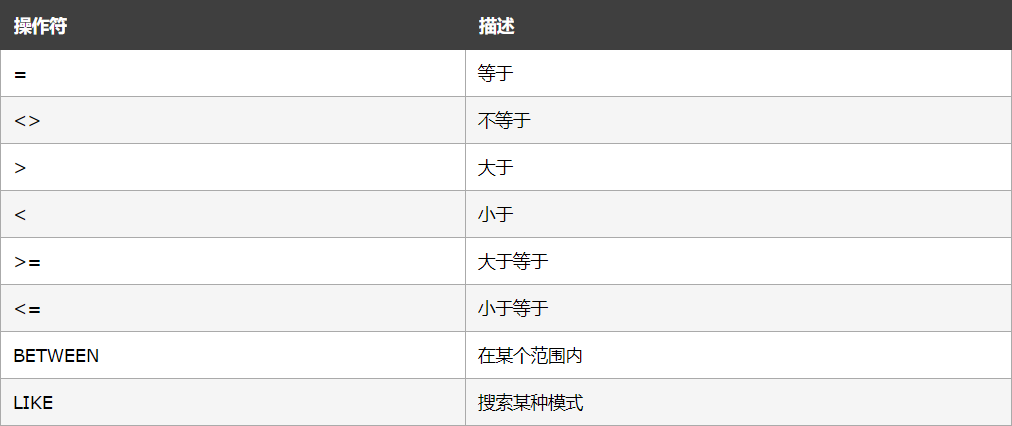 操作符 描述
= 等于
<> 不等于
> 大于
< 小于
>= 大于等于
<= 小于等于
BETWEEN 在某个范围内
LIKE 搜索某种模式